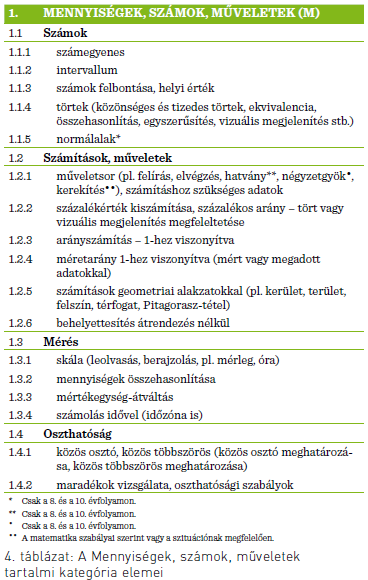 1. MENNYISÉGEK, SZÁMOK, MŰVELETEK (M)
1.1 Számok
1.1.1 számegyenes
1.1.2 intervallum
1.1.3 számok felbontása, helyi érték
1.1.4 törtek (közönséges és tizedes törtek, ekvivalencia,
összehasonlítás, egyszerűsítés, vizuális megjelenítés stb.)
1.1.5 normálalak*
1.2 Számítások, műveletek
1.2.1 műveletsor (pl. felírás, elvégzés, hatvány**, négyzetgyök•,
kerekítés••), számításhoz szükséges adatok
1.2.2 százalékérték kiszámítása, százalékos arány – tört vagy
vizuális megjelenítés megfeleltetése
1.2.3 arányszámítás – 1-hez viszonyítva
1.2.4 méretarány 1-hez viszonyítva (mért vagy megadott
adatokkal)
1.2.5 számítások geometriai alakzatokkal (pl. kerület, terület,
felszín, térfogat, Pitagorasz-tétel)
1.2.6 behelyettesítés átrendezés nélkül
1.3 Mérés
1.3.1 skála (leolvasás, berajzolás, pl. mérleg, óra)
1.3.2 mennyiségek összehasonlítása
1.3.3 mértékegység-átváltás
1.3.4 számolás idővel (időzóna is)
1.4 Oszthatóság
1.4.1 közös osztó, közös többszörös (közös osztó meghatározá-
sa, közös többszörös meghatározása)
1.4.2 maradékok vizsgálata, oszthatósági szabályok
* Csak a 8. és a 10. évfolyamon.
** Csak a 8. és a 10. évfolyamon.
• Csak a 8. és a 10. évfolyamon.
•• A matematika szabályai szerint vagy a szituációnak megfelelően.
4. táblázat: A Mennyiségek, számok, műveletek
tartalmi kategória elemei